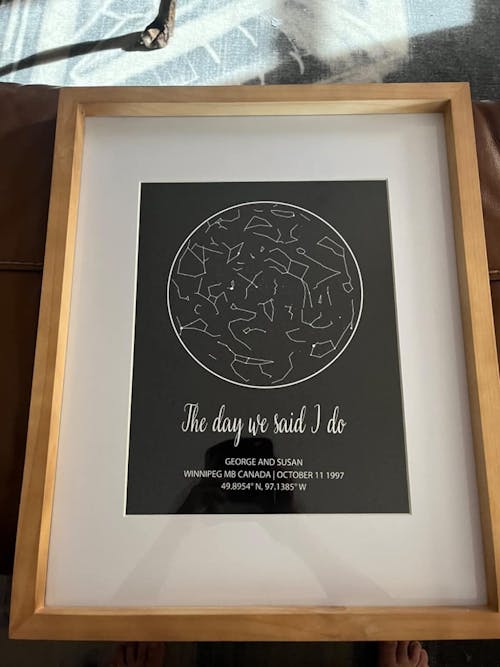 The day we said I do
GEORGE AND SUSAN
WINNIPEG MB CANADA | OCTOBER 11 1997
49.8954° N, 97.1385° W